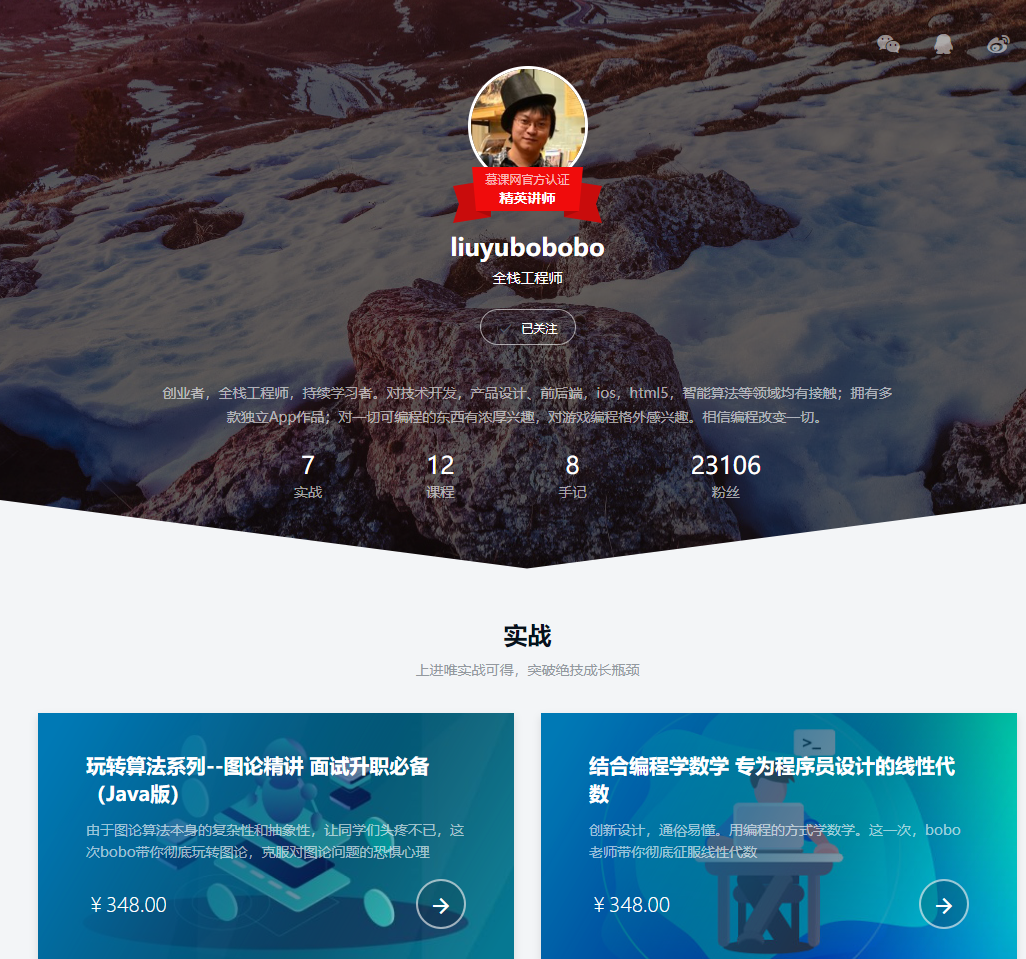 慕课网官方认证
精英讲师
liuyubobobo
全栈工程师
已关注
创业者，全栈工程师，持续学习者。对技术开发，产品设计、前后端，ios，html5，智能算法等领域均有接触；拥有多
款独立App作品；对一切可编程的东西有浓厚兴趣，对游戏编程格外感兴趣。相信编程改变一切。
7 12 8 23106
实战 课程 手记 粉丝
实战
上进唯实战可得，突破绝技成长瓶颈
玩转算法系列--图论精讲 面试升职必备
（Java版）
由于图论算法本身的复杂性和抽象性，让同学们头疼不已，这
次bobo带你彻底玩转图论，克服对图论问题的恐惧心理
￥348.00
>_
结合编程学数学 专为程序员设计的线性代
数
创新设计，通俗易懂。用编程的方式学数学。这一次，bobo
老师带你彻底征服线性代数
￥348.00